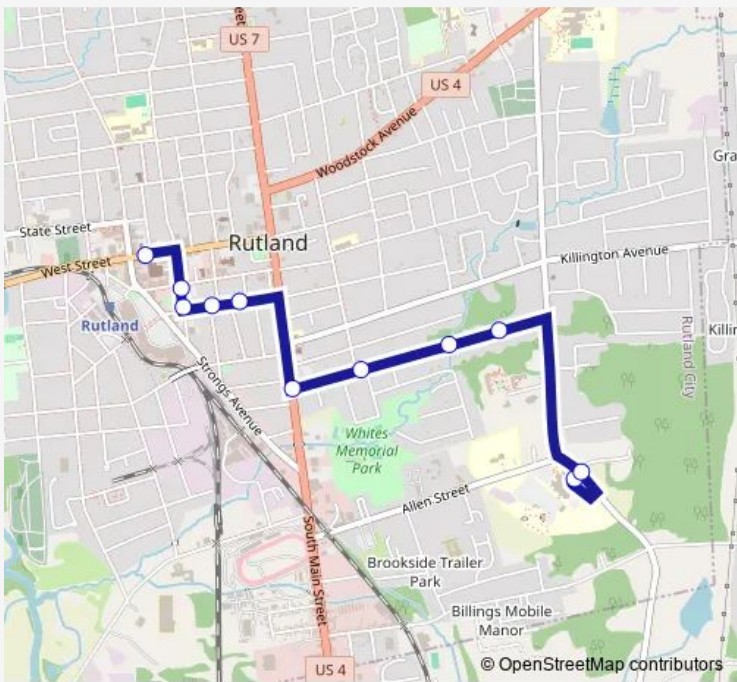 US 7
US 4
Woodstock Avenue
Gra
State Street
Rutland
West Street
Killington Avenue
Rutland
Killin
Rutland City
Strongs Avenue
Whites
Memorial
Park
Allen Street
South Main Street
Brookside Trailer
Park
Billings Mobile
Manor
US 4
© OpenStreetMap contributors